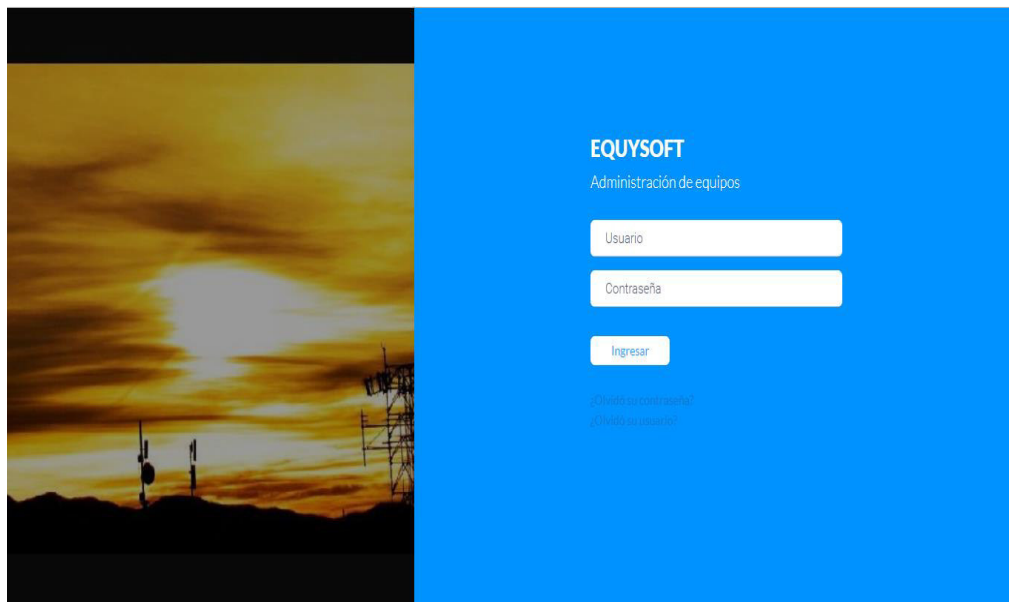 EQUYSOFT
Administración de equipos
Usuario
Contraseña
Ingresar
¿Olvidó su contraseña?
¿Olvidó su usuario?